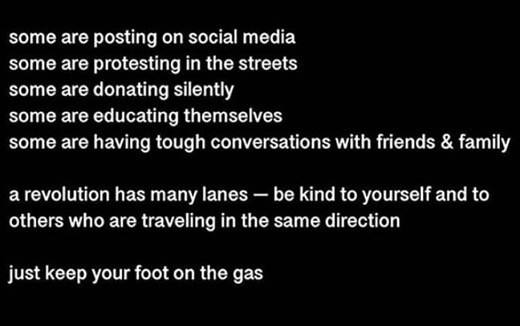 some are posting on social media
some are protesting in the streets
some are donating silently
some are educating themselves
some are having tough conversations with friends & family
a revolution has many lanes — be kind to yourself and to
others who are traveling in the same direction
just keep your foot on the gas